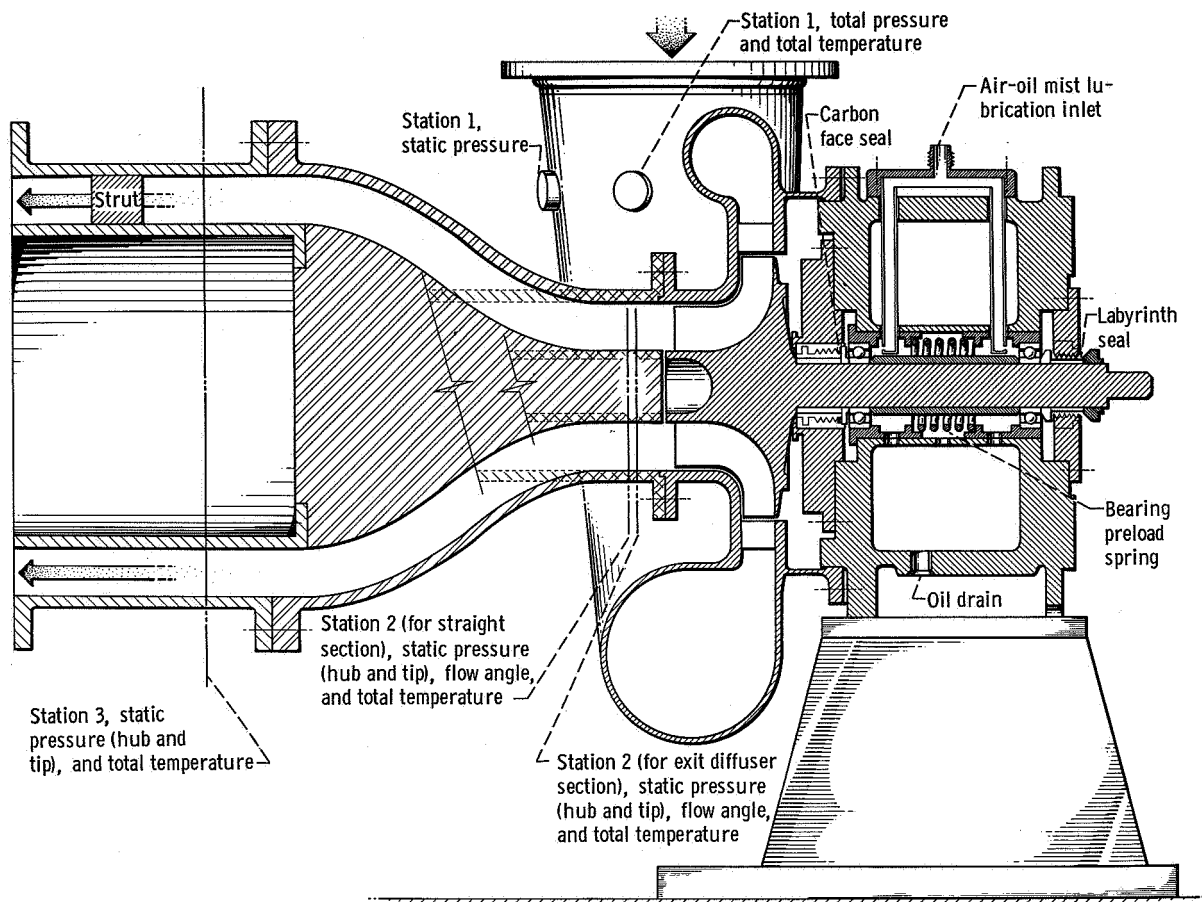 Station 1, total pressure
and total temperature
Air-oil mist lu-
brication inlet
Station 1,
static pressure
Carbon
face seal
Strut
Labyrinth
seal
Bearing
preload
spring
Oil drain
Station 2 (for straight
section), static pressure
(hub and tip), flow angle,
and total temperature
Station 3, static
pressure (hub and
tip), and total temperature
Station 2 (for exit diffuser
section), static pressure
(hub and tip), flow angle,
and total temperature